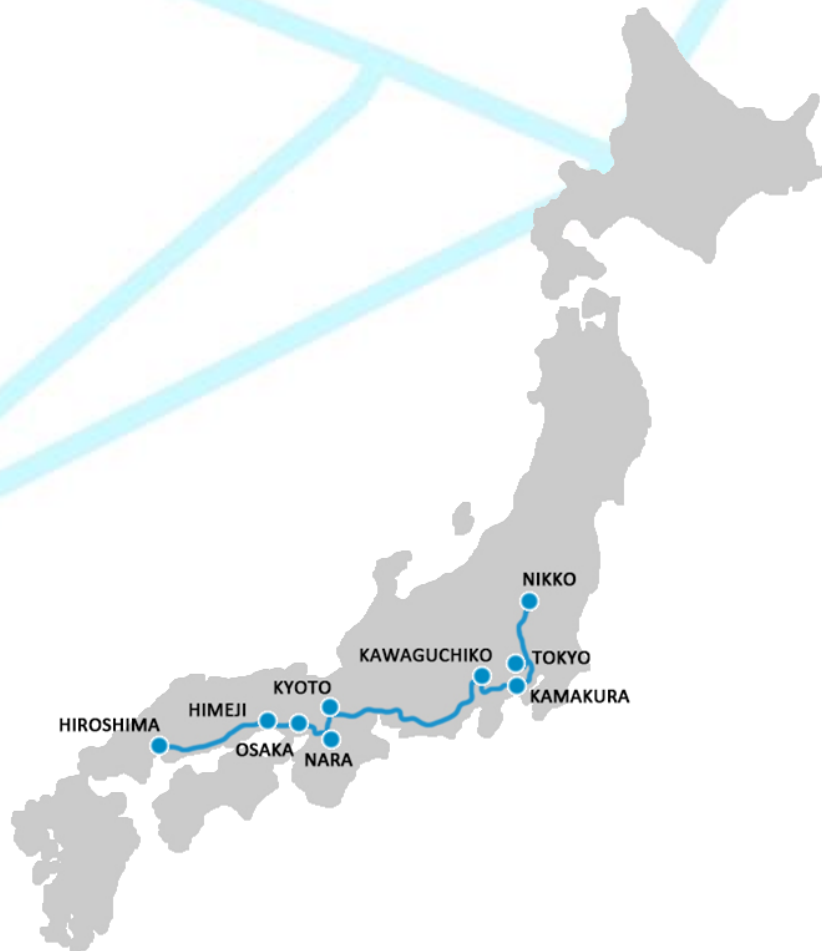 NIKKO
TOKYO
KAWAGUCHIKO
KAMAKURA
KYOTO
HIMEJI
HIROSHIMA
OSAKA
NARA